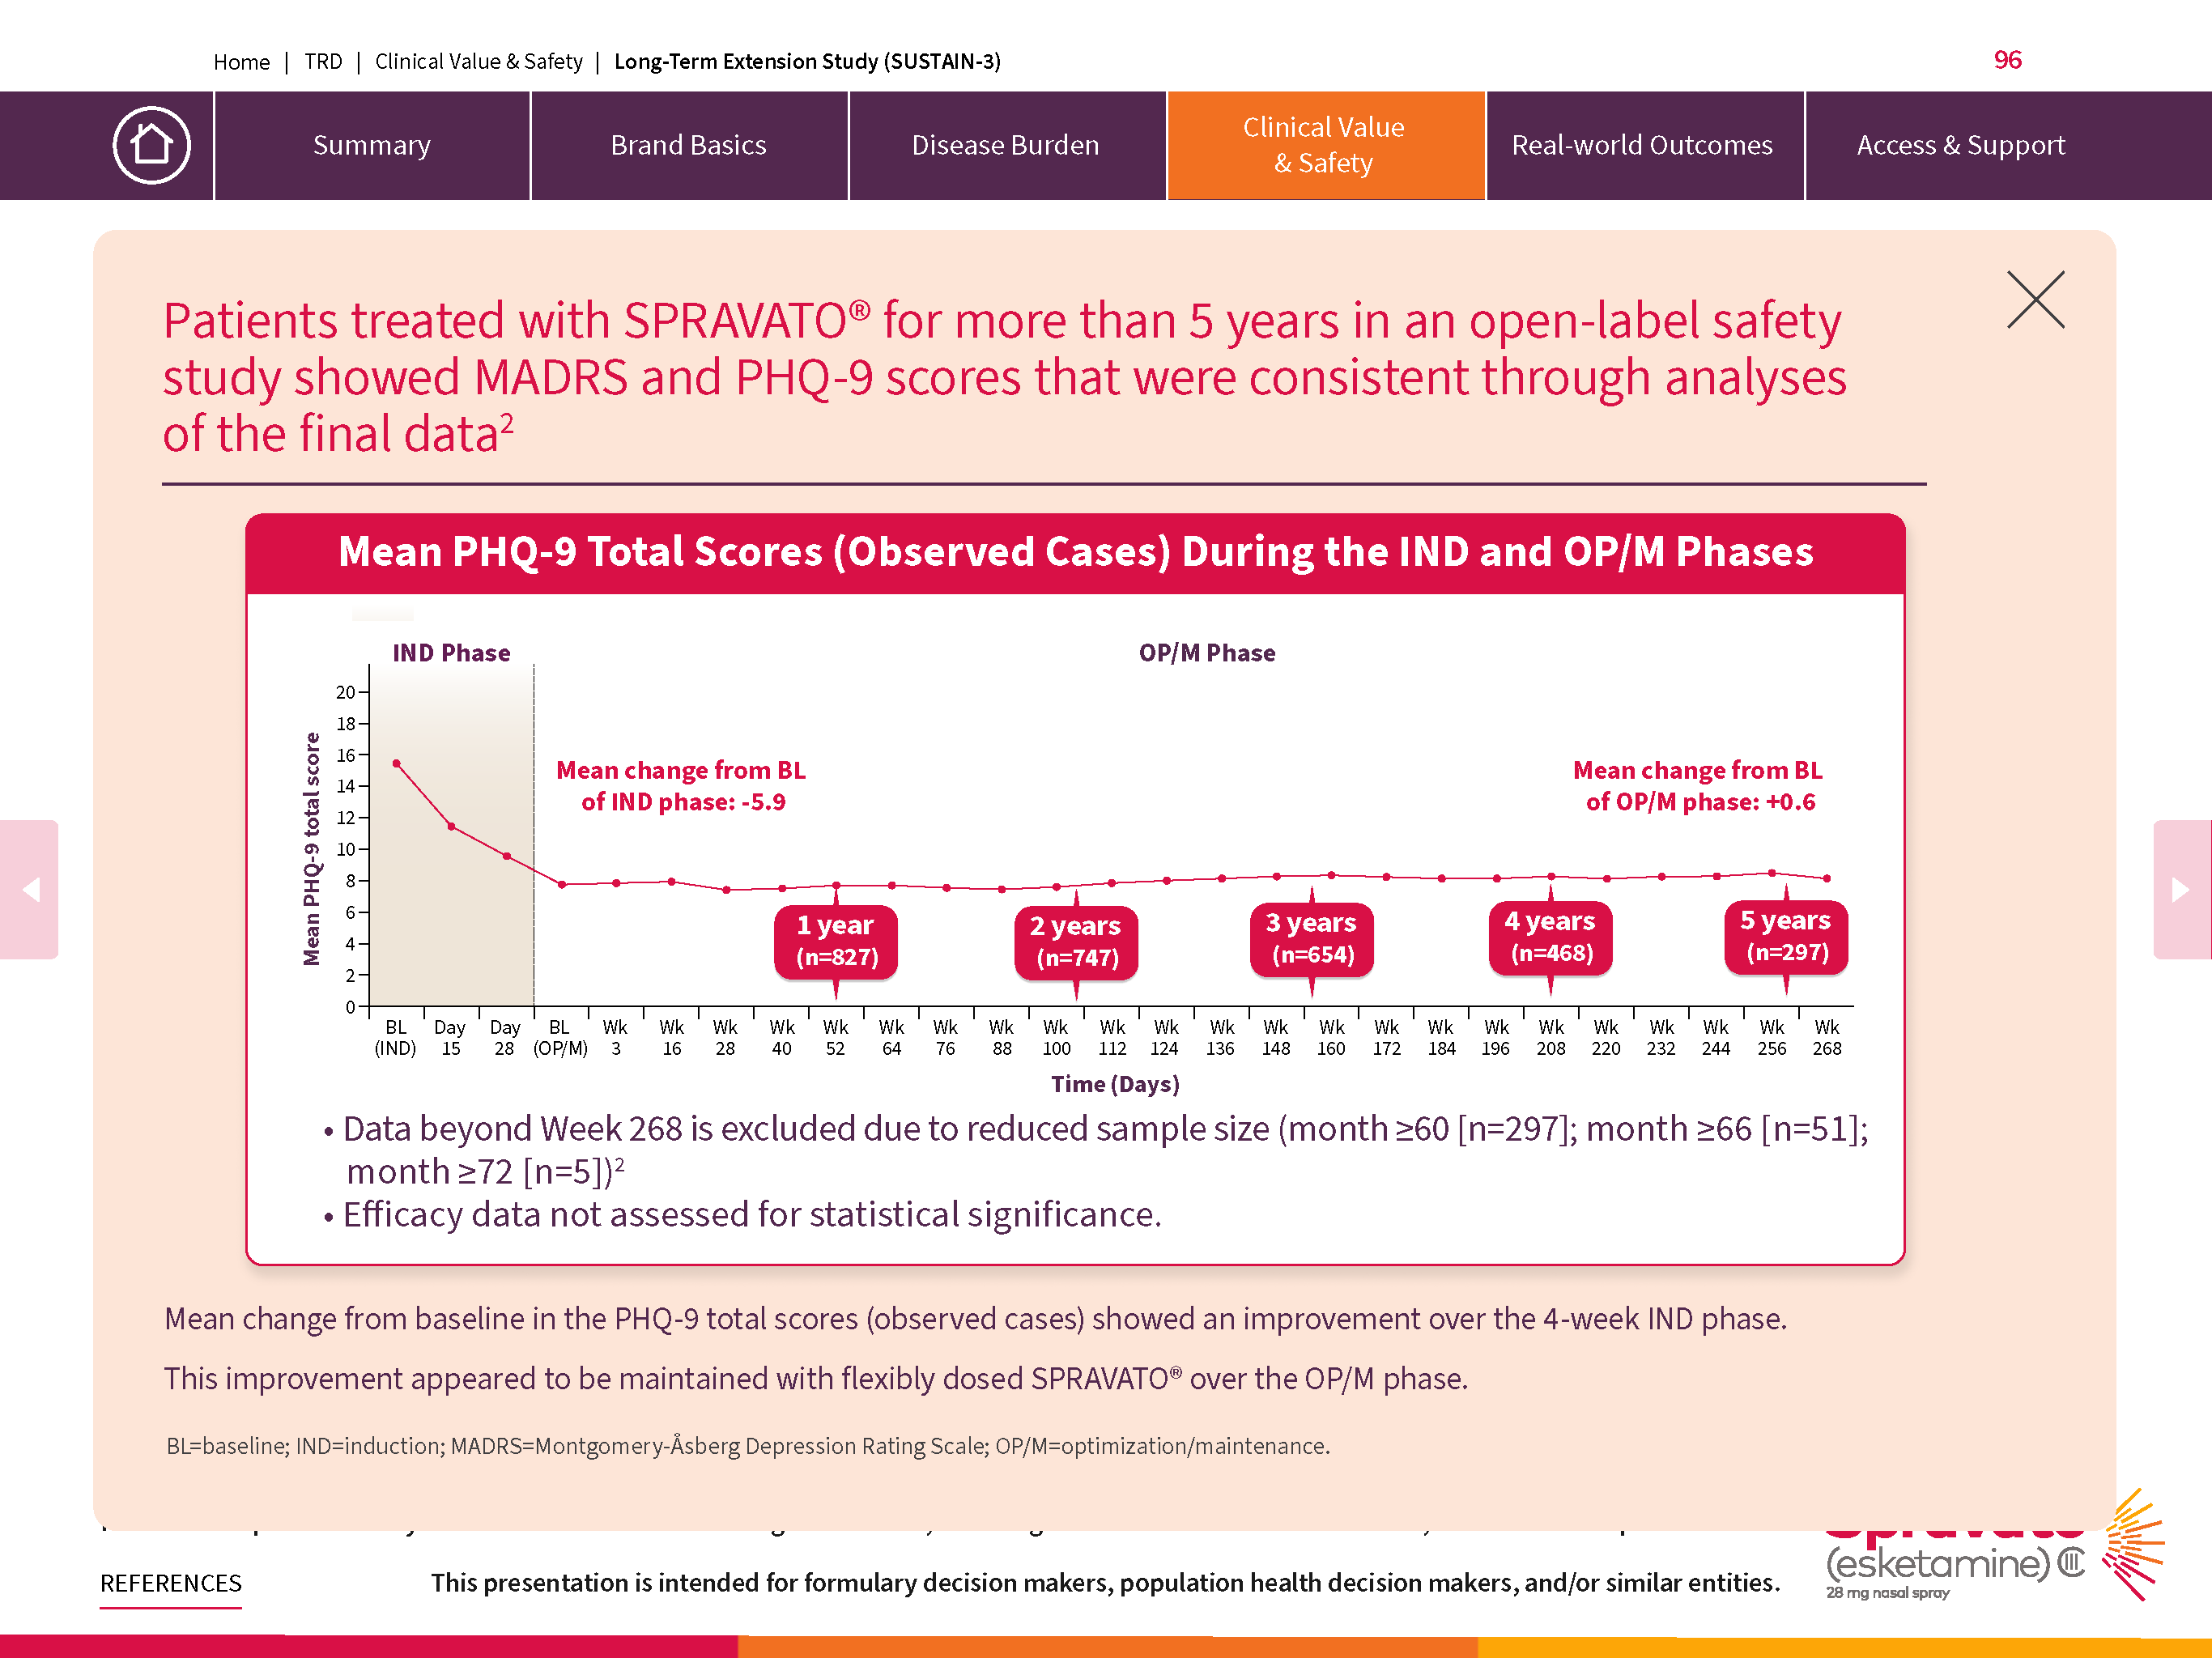 Home | TRD | Clinical Value & Safety | Long-Term Extension Study (SUSTAIN-3)
96
Summary
Brand Basics
Disease Burden
Clinical Value
& Safety
Real-world Outcomes
Access & Support
Patients treated with SPRAVATO® for more than 5 years in an open-label safety
study showed MADRS and PHQ-9 scores that were consistent through analyses
of the final data²
Mean PHQ-9 Total Scores (Observed Cases) During the IND and OP/M Phases
IND Phase
OP/M Phase
Mean PHQ-9 total score
20
18
16
14
12
10
8
6
4
2
0
Mean change from BL
of IND phase: -5.9
Mean change from BL
of OP/M phase: +0.6
1 year
(n=827)
2 years
(n=747)
3 years
(n=654)
4 years
(n=468)
5 years
(n=297)
BL Day Day BL Wk Wk Wk Wk Wk Wk Wk Wk Wk Wk Wk Wk Wk Wk Wk Wk Wk Wk Wk Wk Wk Wk Wk
(IND) 15 28 (OP/M) 3 16 28 40 52 64 76 88 100 112 124 136 148 160 172 184 196 208 220 232 244 256 268
Time (Days)
• Data beyond Week 268 is excluded due to reduced sample size (month ≥60 [n=297]; month ≥66 [n=51];
month ≥72 [n=5])²
• Efficacy data not assessed for statistical significance.
Mean change from baseline in the PHQ-9 total scores (observed cases) showed an improvement over the 4-week IND phase.
This improvement appeared to be maintained with flexibly dosed SPRAVATO® over the OP/M phase.
BL=baseline; IND=induction; MADRS=Montgomery-Åsberg Depression Rating Scale; OP/M=optimization/maintenance.
REFERENCES
This presentation is intended for formulary decision makers, population health decision makers, and/or similar entities.
Spravato
(esketamine) CIII
28 mg nasal spray